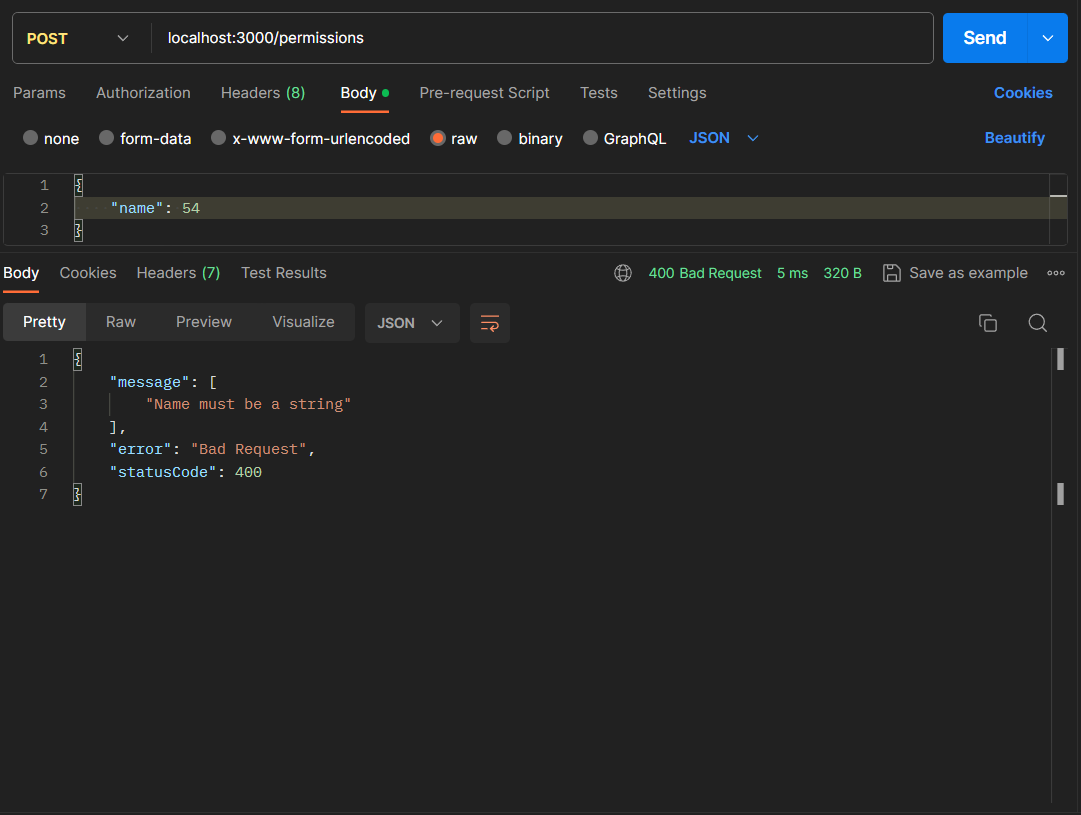 POST localhost:3000/permissions Send
Params Authorization Headers (8) Body Pre-request Script Tests Settings Cookies
none form-data x-www-form-urlencoded raw binary GraphQL JSON Beautify
1 {
2 "name": 54
3 }
Body Cookies Headers (7) Test Results 400 Bad Request 5 ms 320 B Save as example
Pretty Raw Preview Visualize JSON
1 {
2 "message": [
3 "Name must be a string"
4 ],
5 "error": "Bad Request",
6 "statusCode": 400
7 }